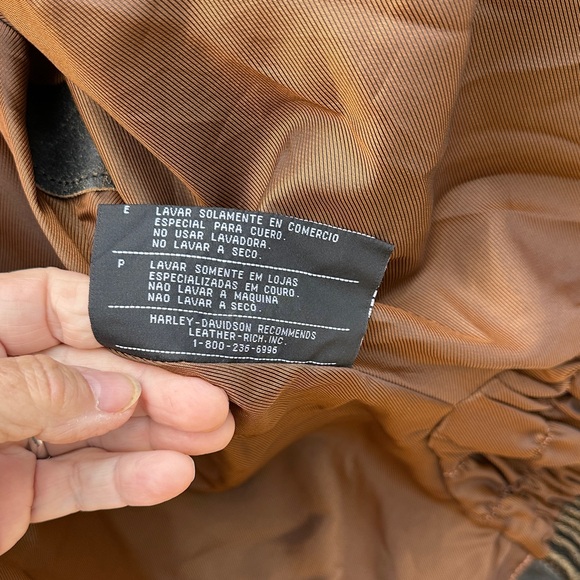 E LAVAR SOLAMENTE EN COMERCIO
ESPECIAL PARA CUERO.
NO USAR LAVADORA.
NO LAVAR A SECO.
P LAVAR SOMENTE EM LOJAS
ESPECIALIZADAS EM COURO.
NAO LAVAR A MAQUINA
NAO LAVAR A SECO.
HARLEY-DAVIDSON RECOMMENDS
LEATHER-RICH, INC.
1-800-236-6996